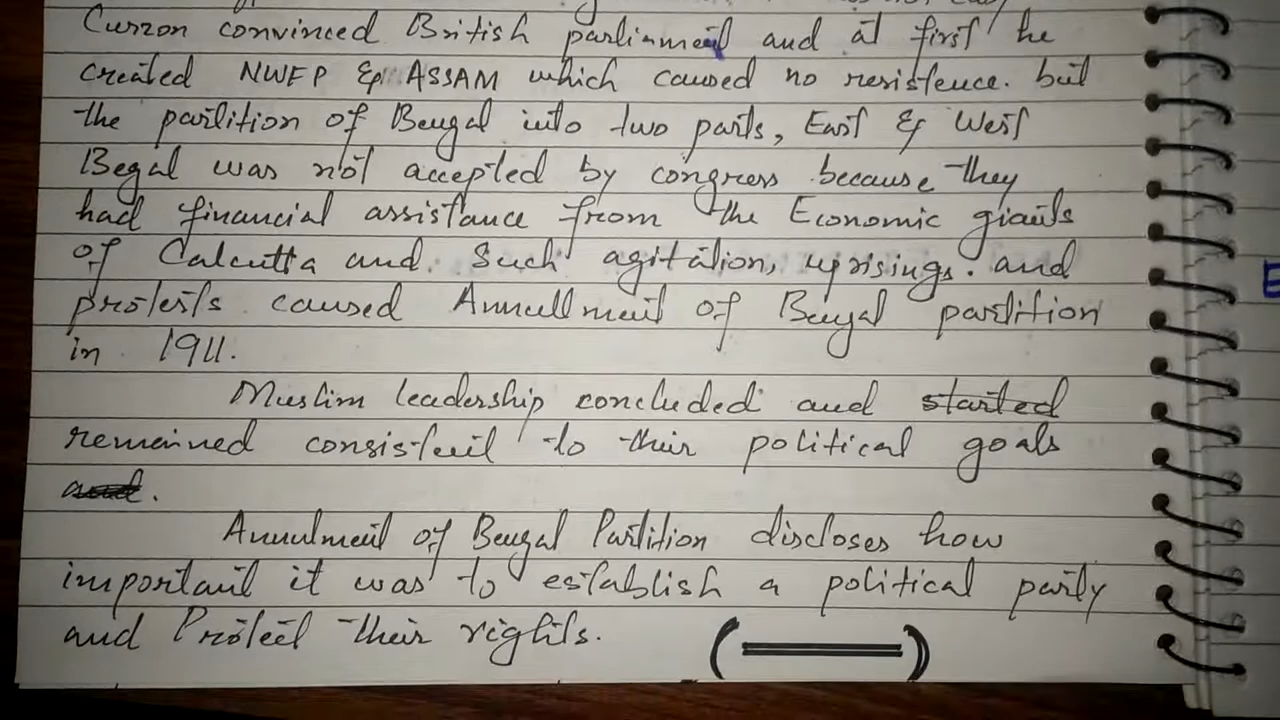 Curzon convinced British parliament and at first he
created NWFP & ASSAM which caused no resistence. but
the partition of Bengal into two parts, East & West
Begal was not accepted by congress because they
had financial assistance from the Economic giants
of Calcutta and. Such agitation, uprisings. and
protests caused Annullment of Bengal partition
in 1911.
Muslim leadership concluded and started
remained consistent to their political goals
and.
Annulment of Bengal Partition discloses how
important it was to establish a political party
and Protect their rights.
E